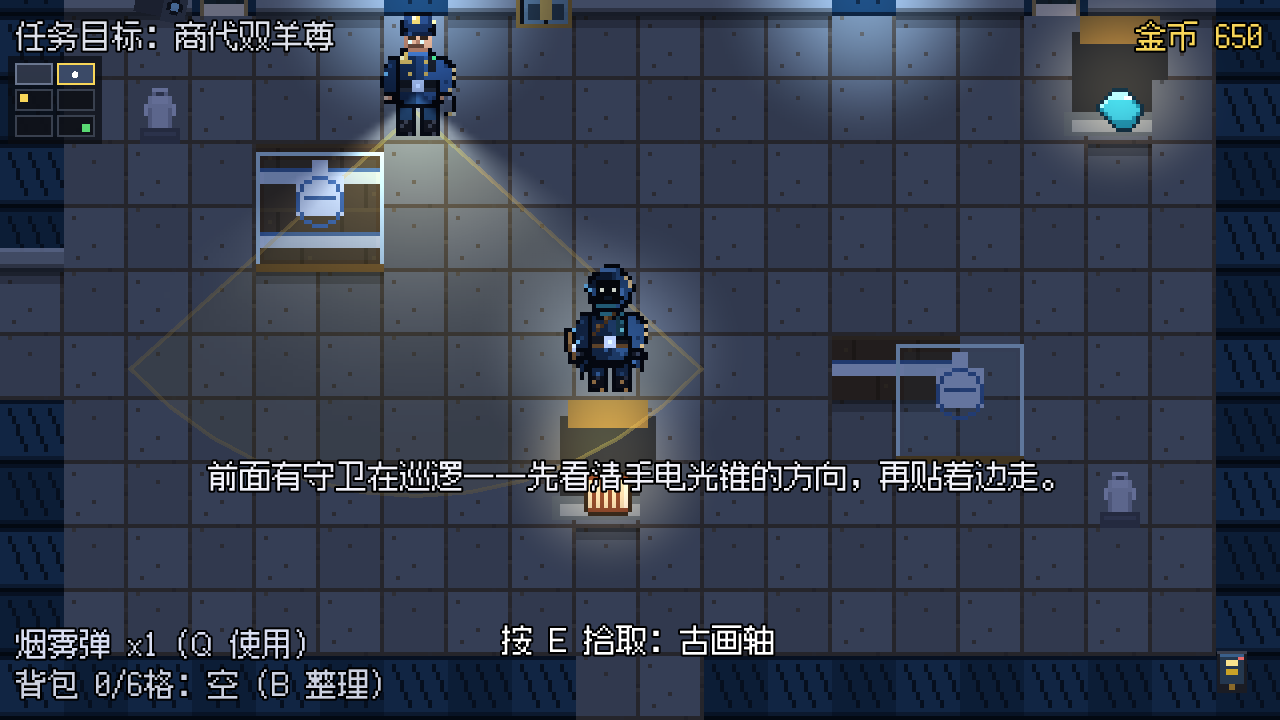 任务目标：商代双羊尊
金币 650
前面有守卫在巡逻——先看清手电光锥的方向，再贴着边走。
按 E 拾取：古画轴
烟雾弹 x1（Q 使用）
背包 0/6格：空（B 整理）